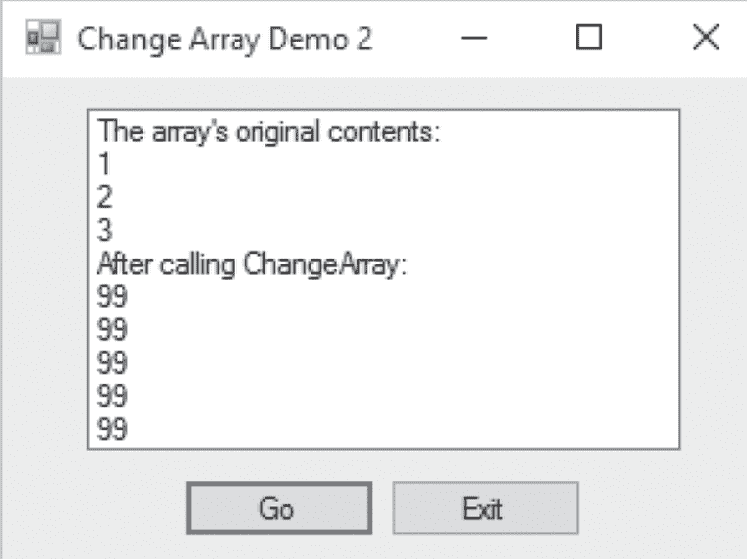 Change Array Demo 2
The array's original contents:
1
2
3
After calling ChangeArray:
99
99
99
99
99
Go
Exit